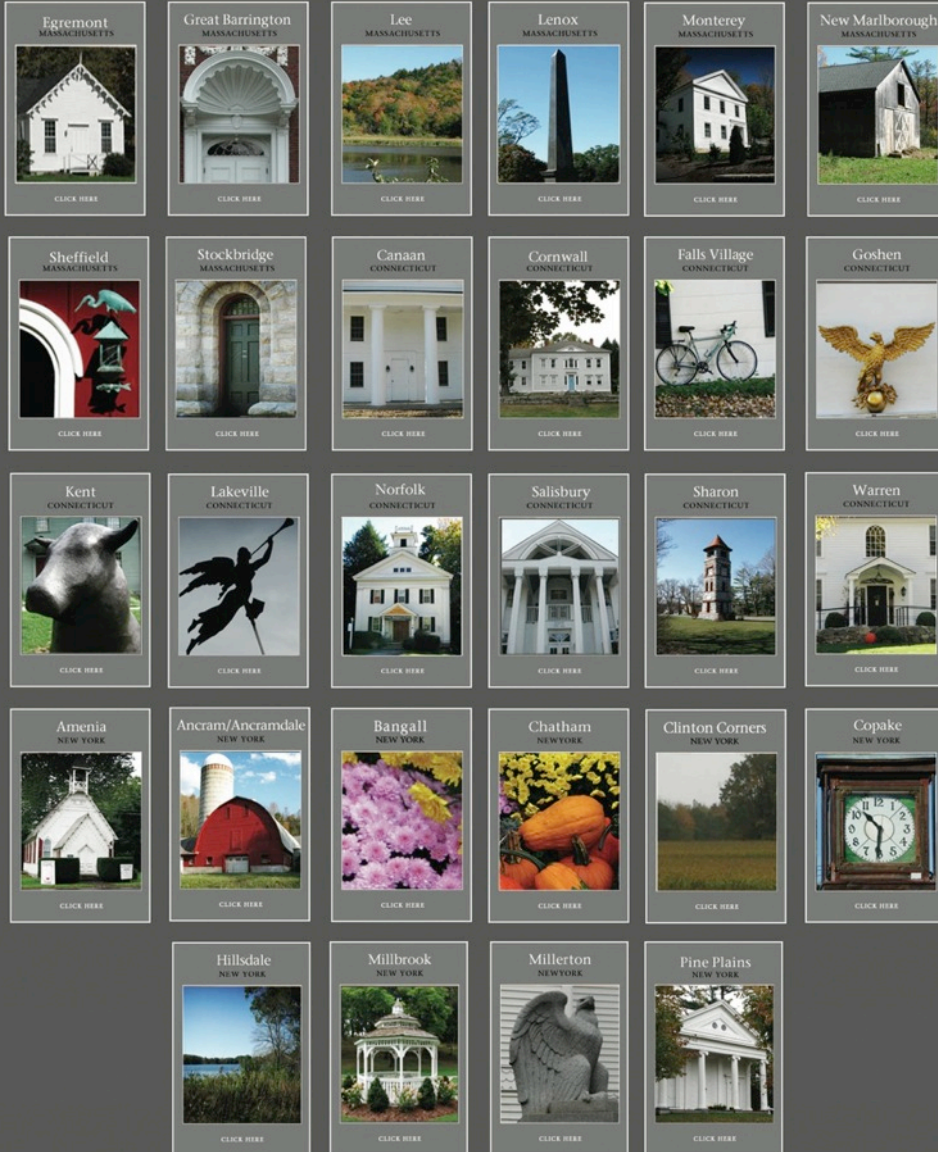 Egremont
MASSACHUSETTS
CLICK HERE
Great Barrington
MASSACHUSETTS
CLICK HERE
Lee
MASSACHUSETTS
CLICK HERE
Lenox
MASSACHUSETTS
CLICK HERE
Monterey
MASSACHUSETTS
CLICK HERE
New Marlborough
MASSACHUSETTS
CLICK HERE
Sheffield
MASSACHUSETTS
CLICK HERE
Stockbridge
MASSACHUSETTS
CLICK HERE
Canaan
CONNECTICUT
CLICK HERE
Cornwall
CONNECTICUT
CLICK HERE
Falls Village
CONNECTICUT
CLICK HERE
Goshen
CONNECTICUT
CLICK HERE
Kent
CONNECTICUT
CLICK HERE
Lakeville
CONNECTICUT
CLICK HERE
Norfolk
CONNECTICUT
CLICK HERE
Salisbury
CONNECTICUT
CLICK HERE
Sharon
CONNECTICUT
CLICK HERE
Warren
CONNECTICUT
CLICK HERE
Amenia
NEW YORK
CLICK HERE
Ancram/Ancramdale
NEW YORK
CLICK HERE
Bangall
NEW YORK
CLICK HERE
Chatham
NEW YORK
CLICK HERE
Clinton Corners
NEW YORK
CLICK HERE
Copake
NEW YORK
CLICK HERE
Hillsdale
NEW YORK
CLICK HERE
Millbrook
NEW YORK
CLICK HERE
Millerton
NEWYORK
CLICK HERE
Pine Plains
NEW YORK
CLICK HERE